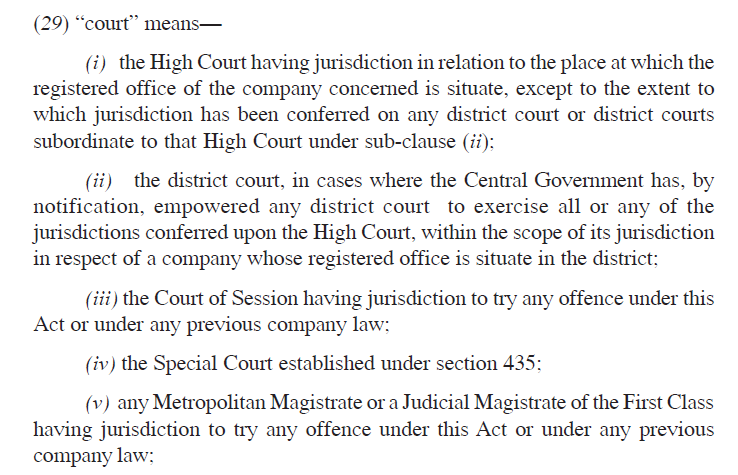 (29) “court” means—
(i) the High Court having jurisdiction in relation to the place at which the
registered office of the company concerned is situate, except to the extent to
which jurisdiction has been conferred on any district court or district courts
subordinate to that High Court under sub-clause (ii);
(ii) the district court, in cases where the Central Government has, by
notification, empowered any district court to exercise all or any of the
jurisdictions conferred upon the High Court, within the scope of its jurisdiction
in respect of a company whose registered office is situate in the district;
(iii) the Court of Session having jurisdiction to try any offence under this
Act or under any previous company law;
(iv) the Special Court established under section 435;
(v) any Metropolitan Magistrate or a Judicial Magistrate of the First Class
having jurisdiction to try any offence under this Act or under any previous
company law;